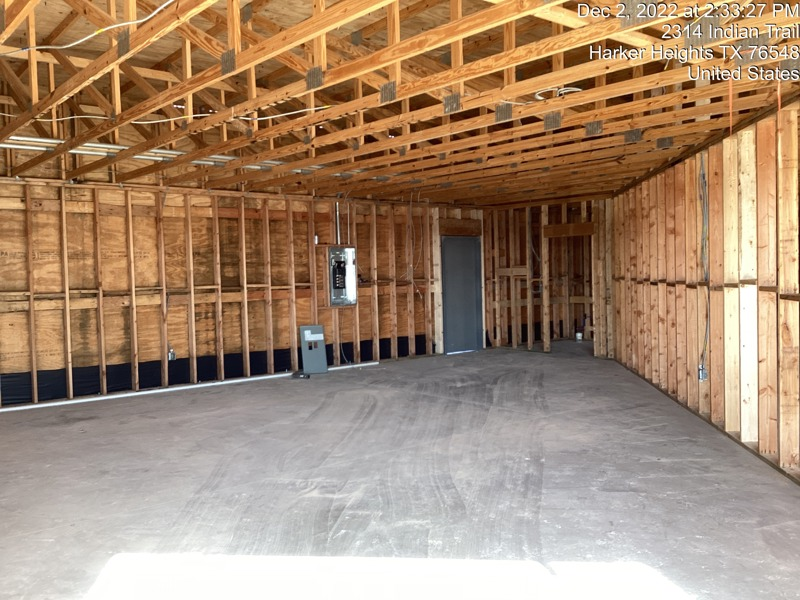 Dec 2, 2022 at 2:33:27 PM
2314 Indian Trail
Harker Heights TX 76548
United States